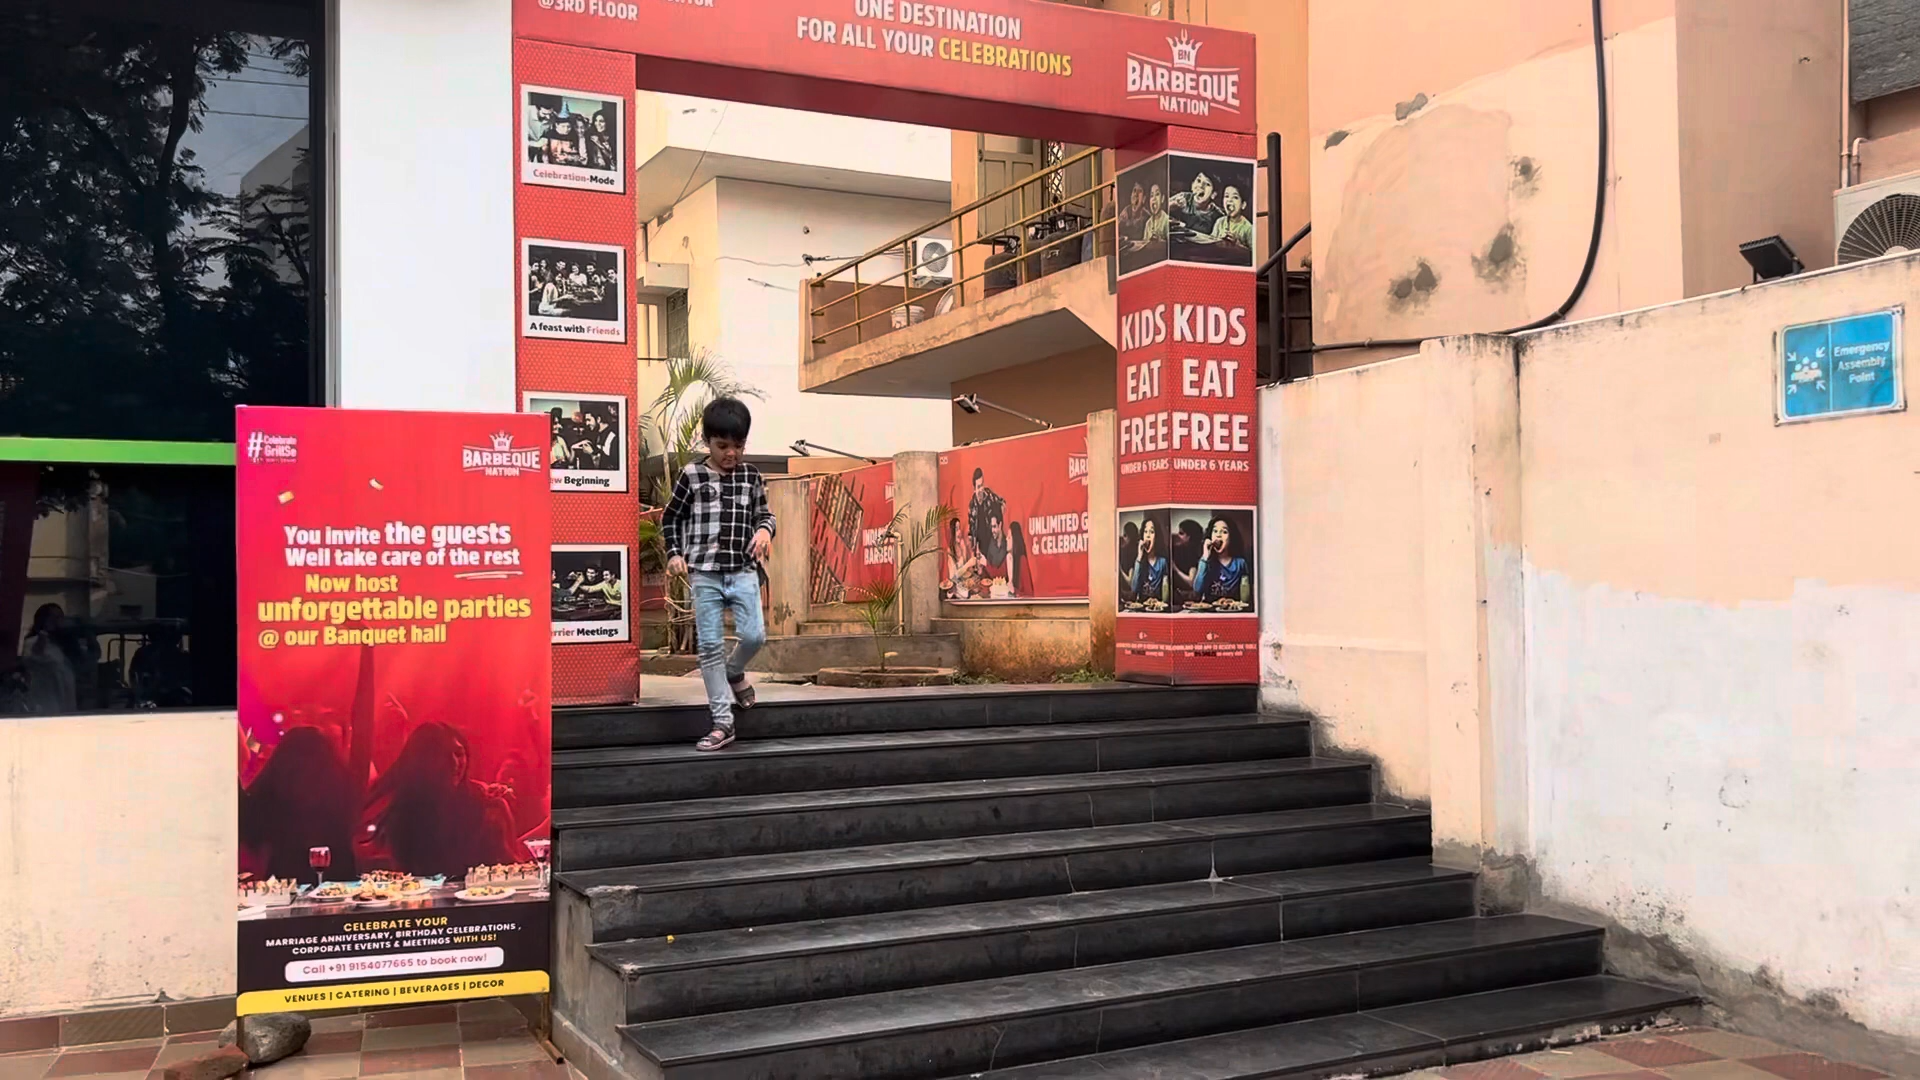 @3RD FLOOR
ONE DESTINATION
FOR ALL YOUR CELEBRATIONS
BN
BARBEQUE
NATION
Celebration-Mode
A feast with Friends
Beginning
Meetings
KIDS KIDS
EAT EAT
FREE FREE
UNDER 6 YEARS UNDER 6 YEARS
UNLIMITED G
& CELEBRAT
Emergency
Assembly
Point
#Celebrate
GrillSe
BN
BARBEQUE
NATION
You invite the guests
Well take care of the rest
Now host
unforgettable parties
@ our Banquet hall
CELEBRATE YOUR
MARRIAGE ANNIVERSARY, BIRTHDAY CELEBRATIONS,
CORPORATE EVENTS & MEETINGS WITH US!
Call +91 9154077665 to book now!
VENUES | CATERING | BEVERAGES | DECOR